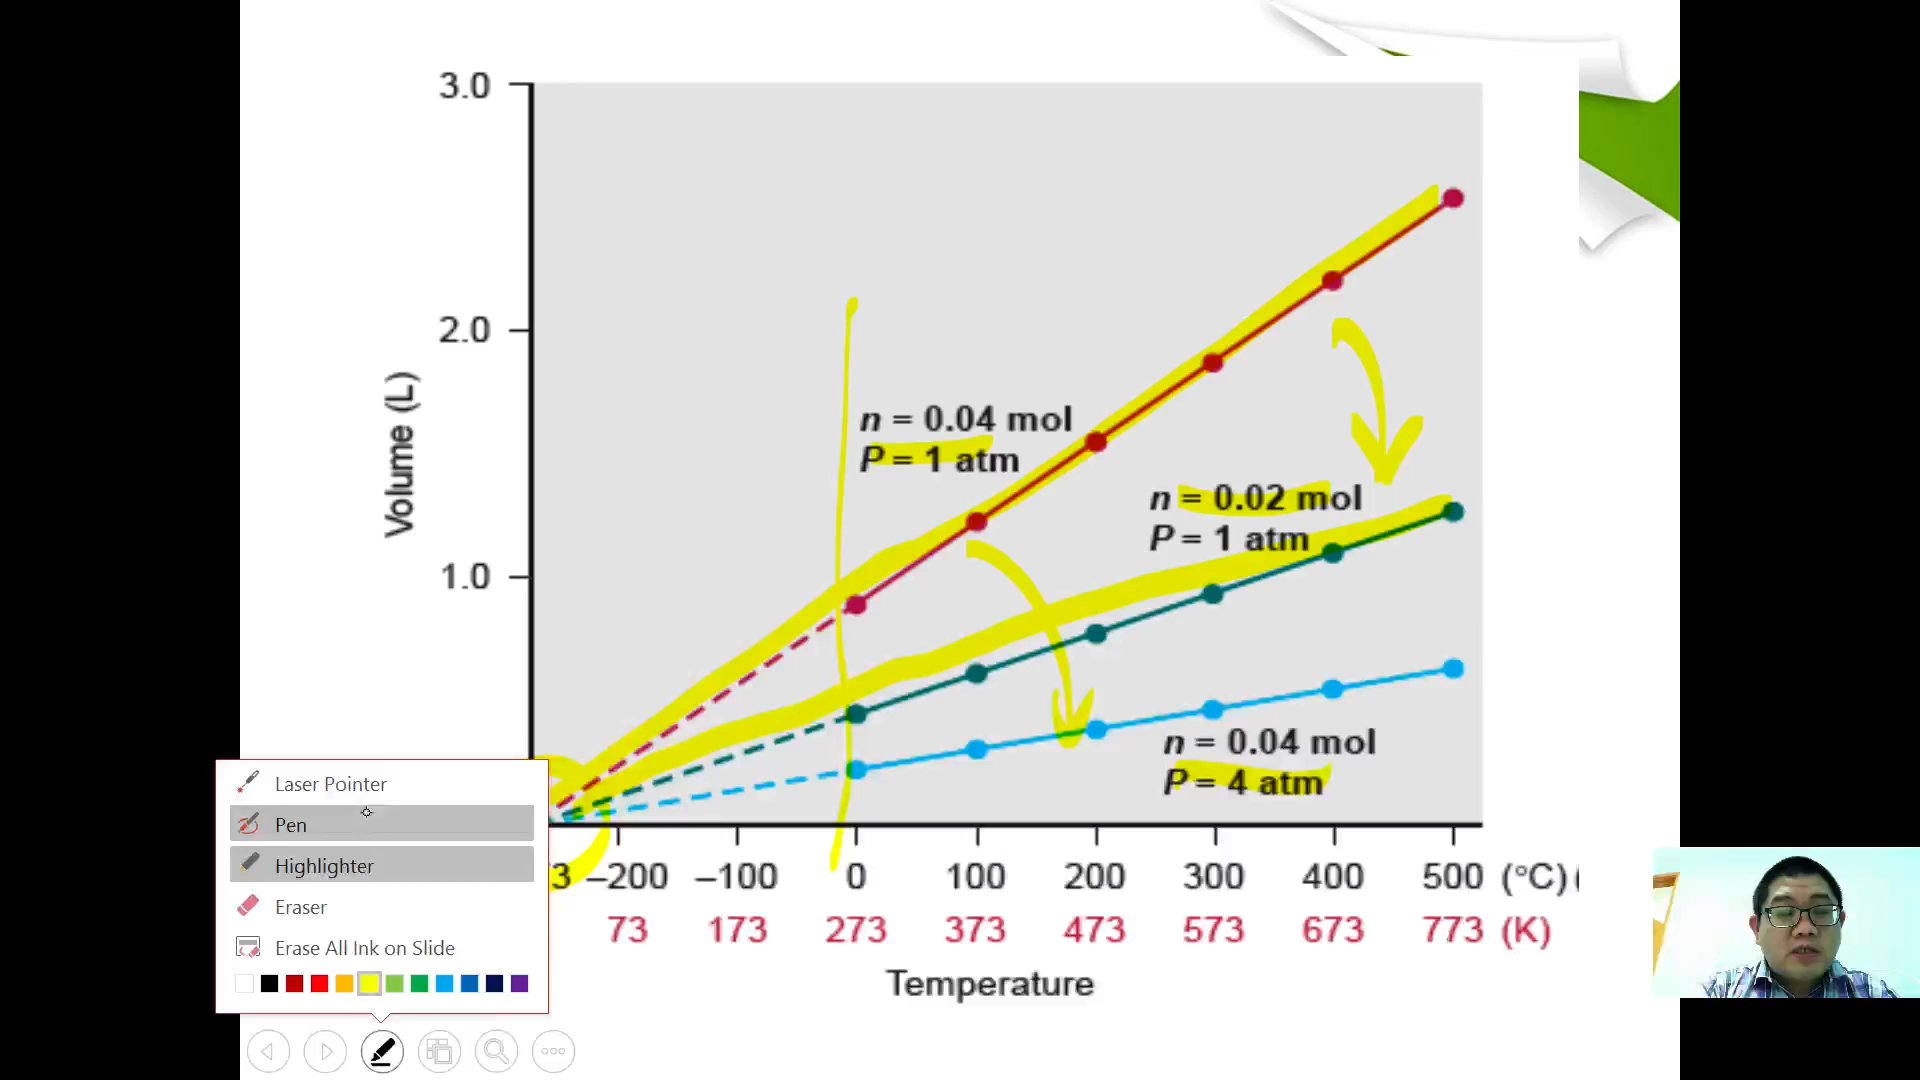 3.0
2.0
Volume (L)
n = 0.04 mol
P = 1 atm
n = 0.02 mol
P = 1 atm
1.0
n = 0.04 mol
P = 4 atm
3 –200 –100 0 100 200 300 400 500 (°C)
73 173 273 373 473 573 673 773 (K)
Temperature
Laser Pointer
Pen
Highlighter
Eraser
Erase All Ink on Slide